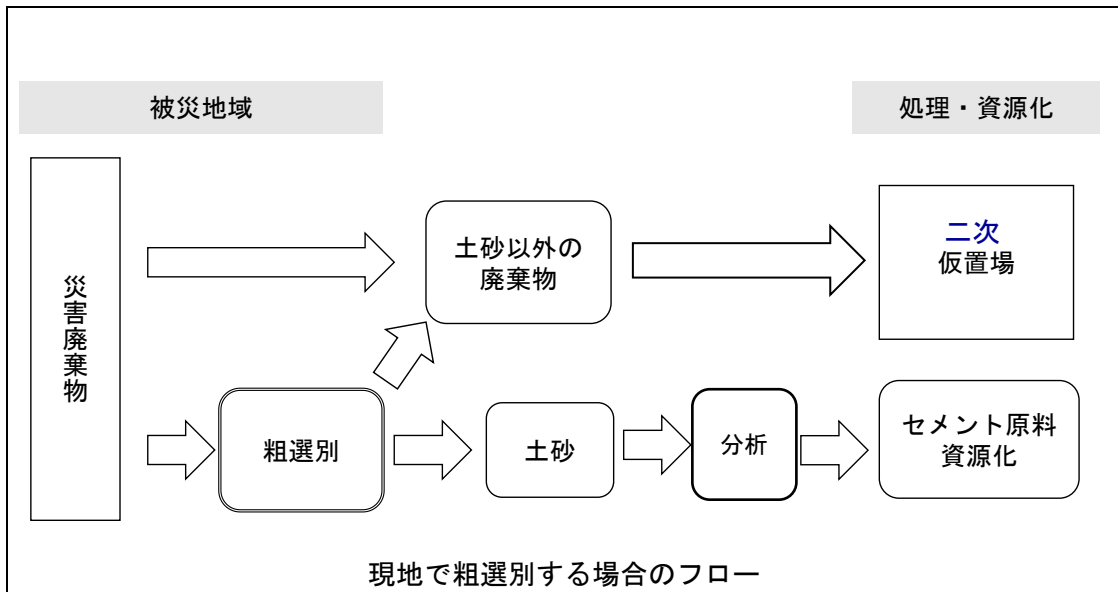 被災地域
処理・資源化
災害廃棄物
土砂以外の
廃棄物
二次
仮置場
粗選別
土砂
分析
セメント原料
資源化
現地で粗選別する場合のフロー